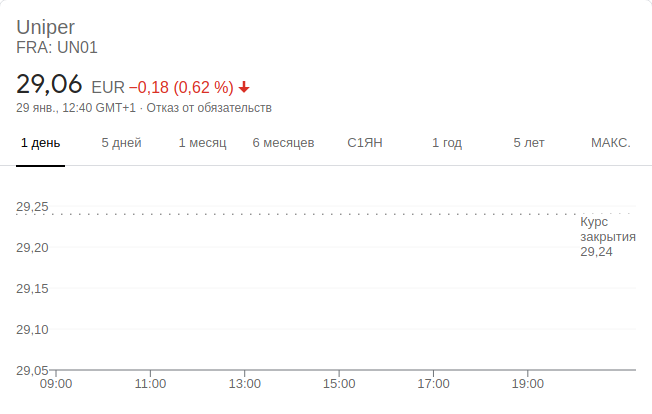 Uniper
FRA: UN01
29,06 EUR −0,18 (0,62 %)
29 янв., 12:40 GMT+1 · Отказ от обязательств
1 день 5 дней 1 месяц 6 месяцев С1ЯН 1 год 5 лет МАКС.
29,25
Курс
закрытия
29,24
29,20
29,15
29,10
29,05
09:00 11:00 13:00 15:00 17:00 19:00